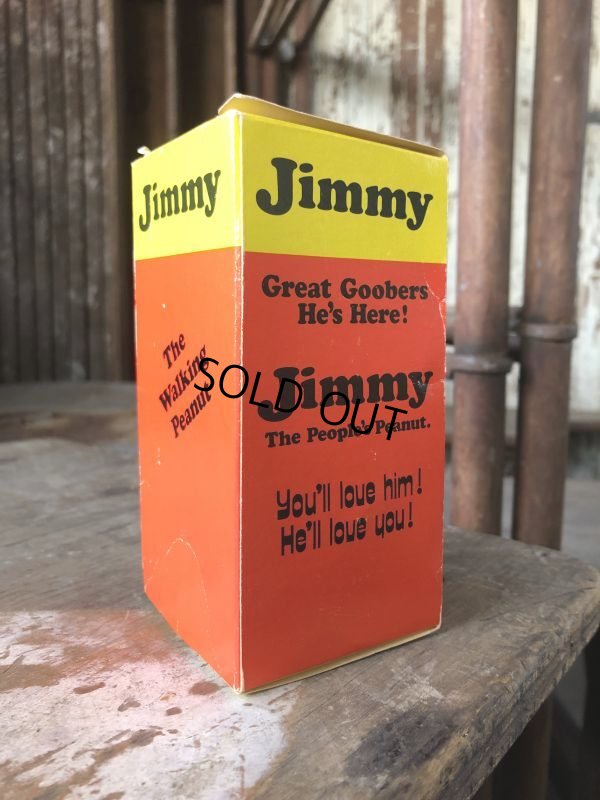 Jimmy
The
Walking
Peanut
Jimmy
Great Goobers
He's Here!
Jimmy
The People's Peanut.
You'll love him!
He'll love you!
SOLD OUT